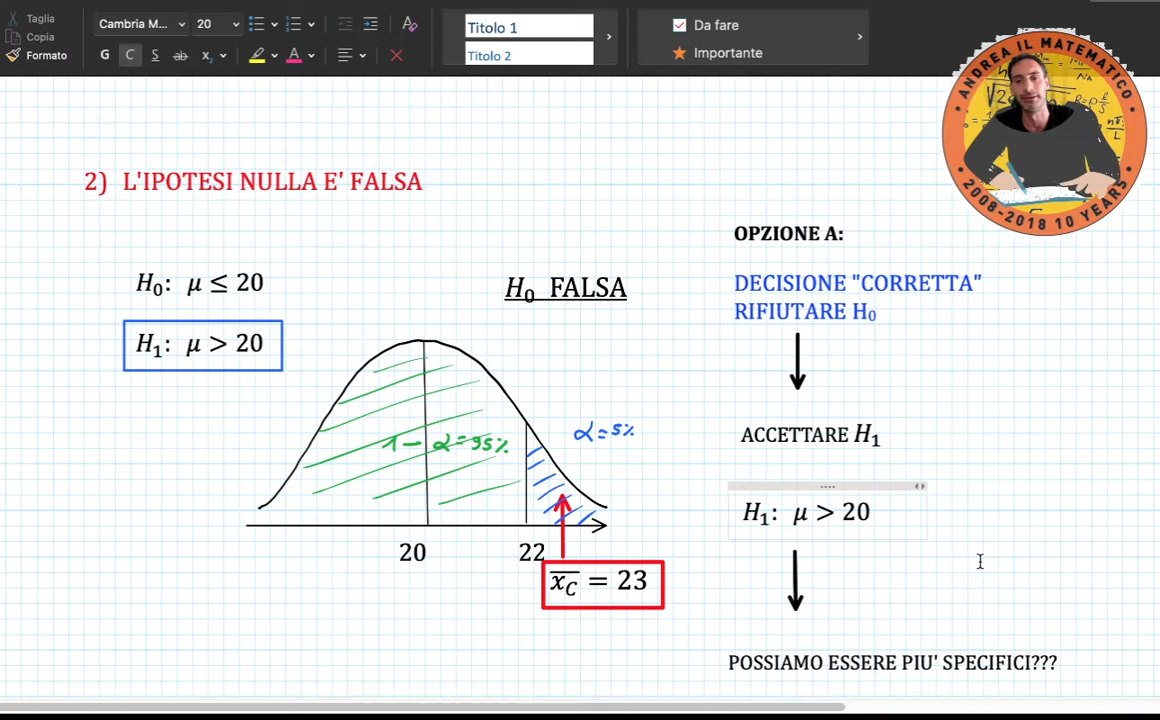 Taglia
Copia
Formato
Cambria M... 20
G C S ab x₂ A
Titolo 1
Titolo 2
Da fare
Importante
ANDREA IL MATEMATICO
2008-2018 10 YEARS
2) L'IPOTESI NULLA E' FALSA
H₀: μ ≤ 20
H₁: μ > 20
H₀ FALSA
1 - α = 95%
α = 5%
20
22
x̄_C = 23
OPZIONE A:
DECISIONE "CORRETTA"
RIFIUTARE H₀
ACCETTARE H₁
H₁: μ > 20
POSSIAMO ESSERE PIU' SPECIFICI???